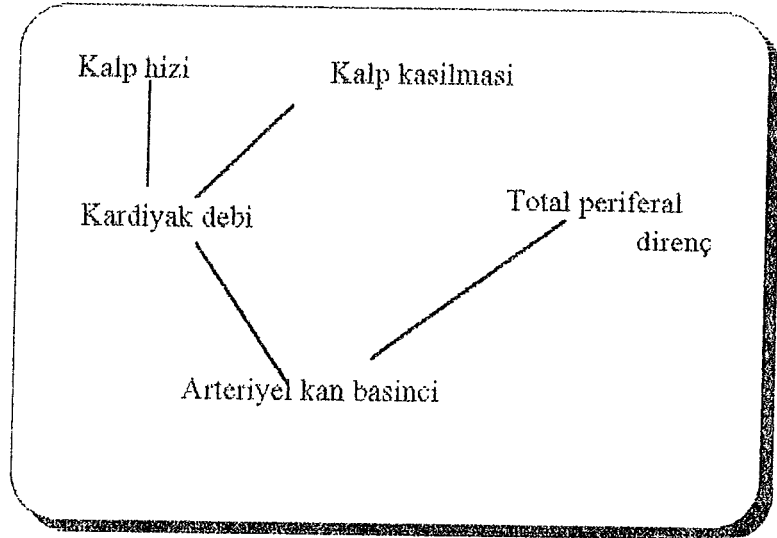 Kalp hizi
Kalp kasilmasi
Kardiyak debi
Total periferal
direnç
Arteriyel kan basinci